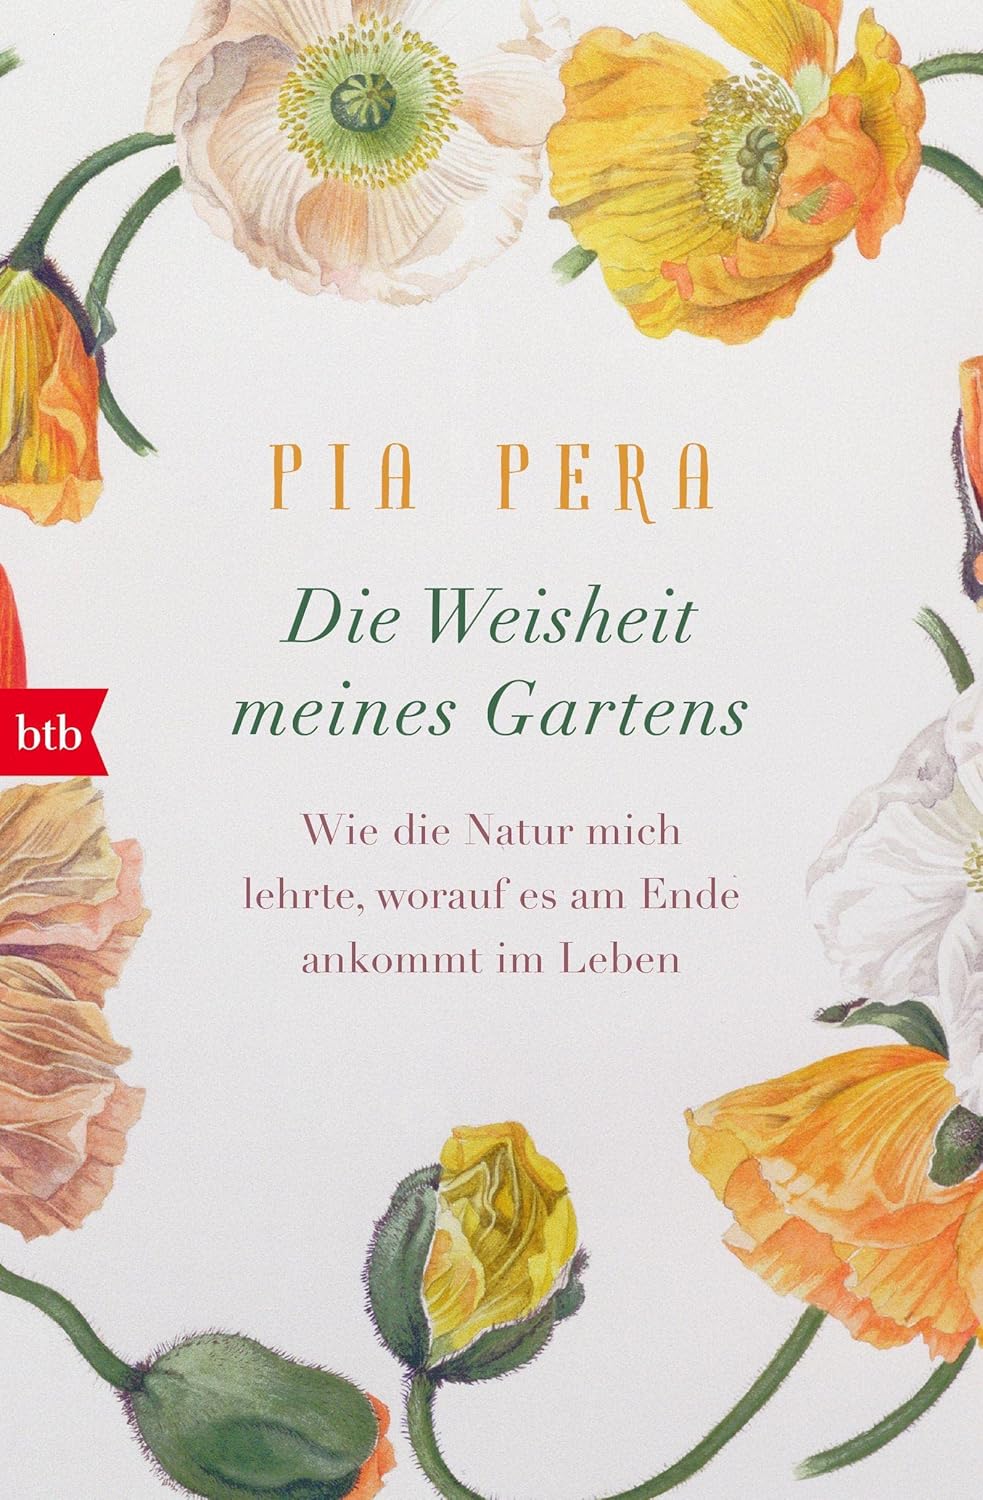 PIA PERA
Die Weisheit
meines Gartens
btb
Wie die Natur mich
lehrte, worauf es am Ende
ankommt im Leben